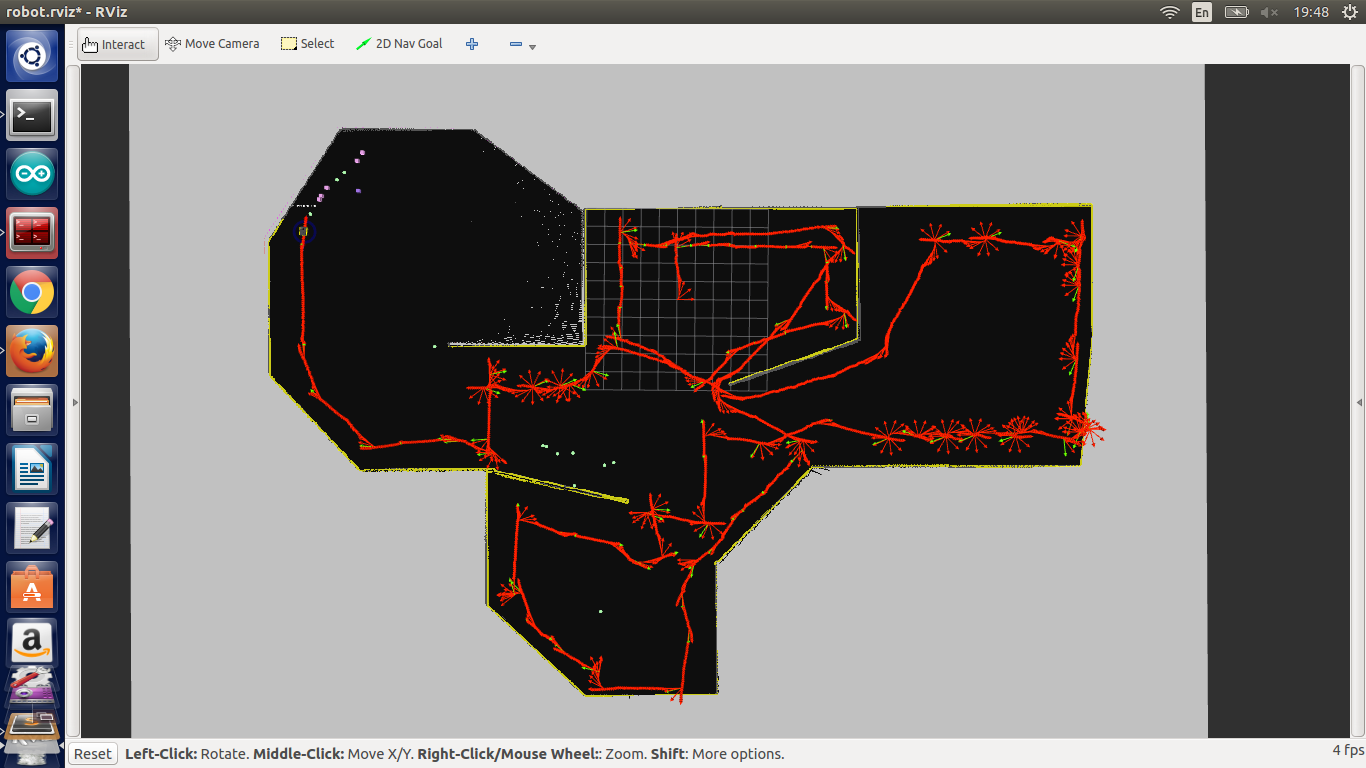 robot.rviz* - RViz
En
19:48
Interact
Move Camera
Select
2D Nav Goal
Reset
Left-Click: Rotate. Middle-Click: Move X/Y. Right-Click/Mouse Wheel:: Zoom. Shift: More options.
4 fps